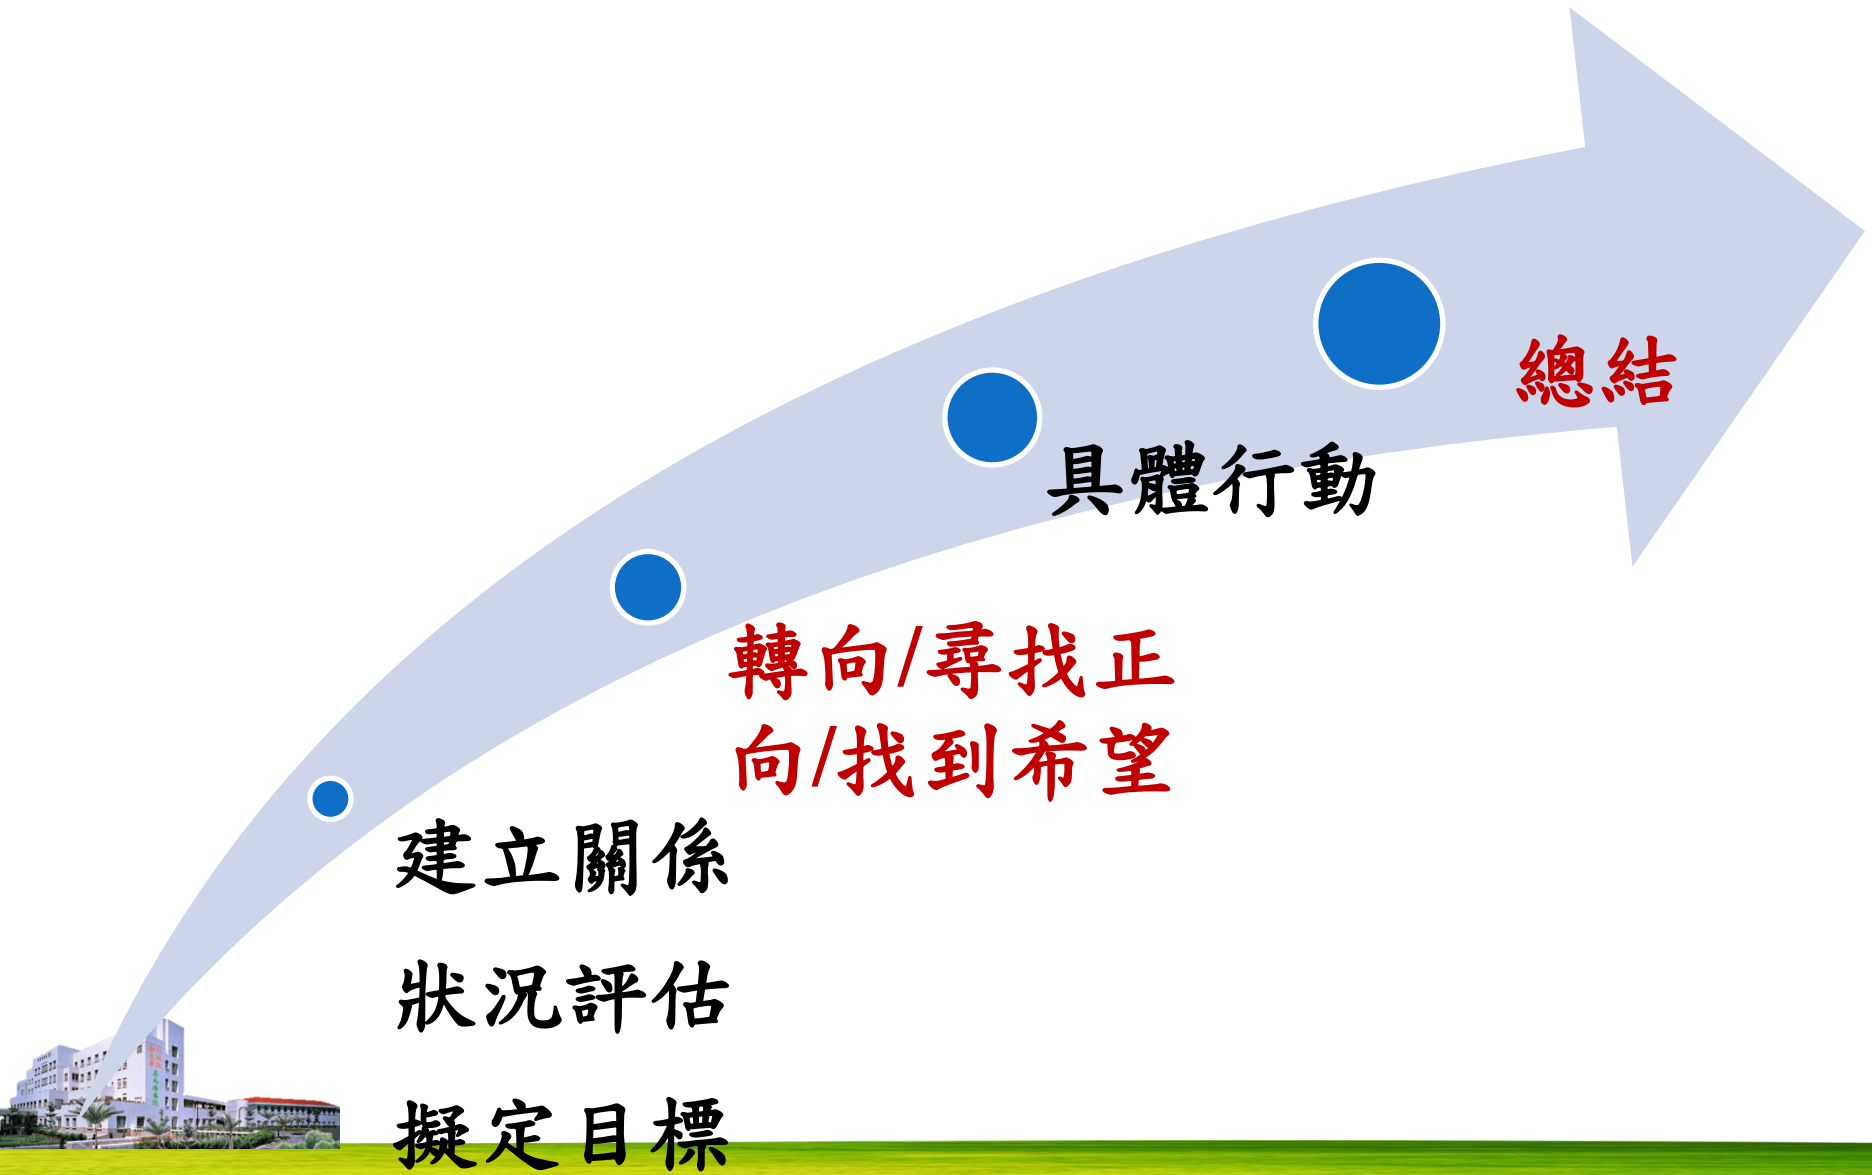 總結
具體行動
轉向/尋找正
向/找到希望
建立關係
狀況評估
擬定目標